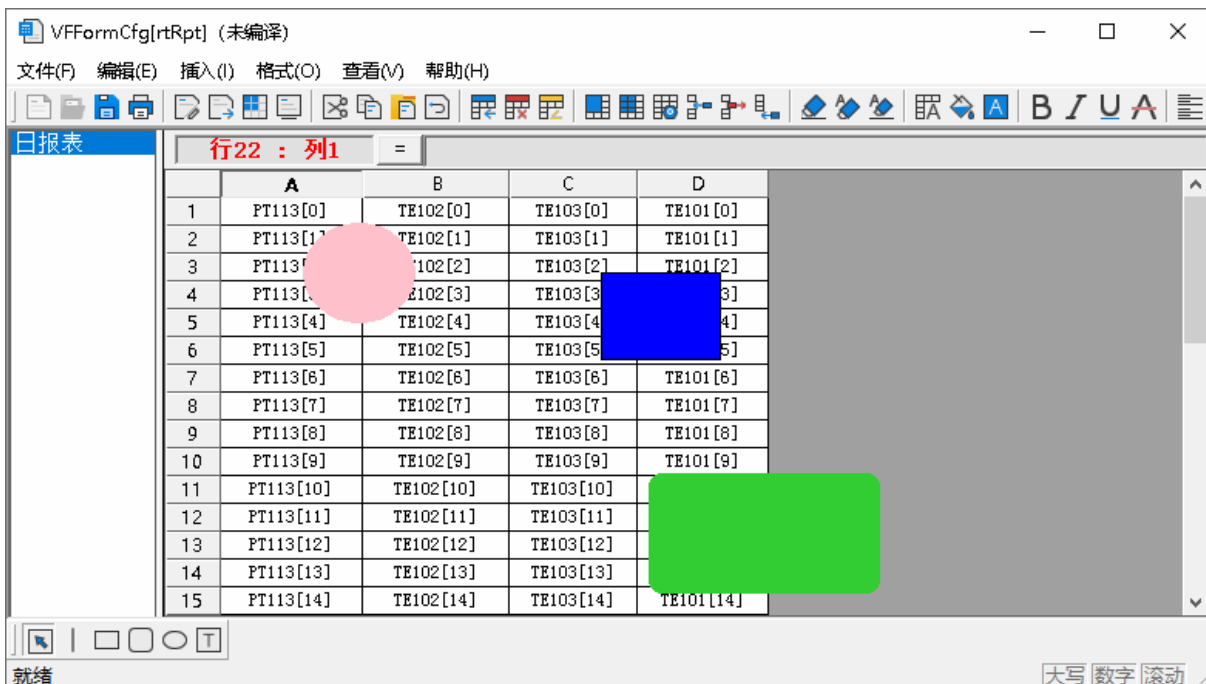 VFFormCfg[rtRpt] (未编译)
文件(F) 编辑(E) 插入(I) 格式(O) 查看(V) 帮助(H)
日报表
行22 : 列1 =
A B C D
1 PT113[0] TE102[0] TE103[0] TE101[0]
2 PT113[1] TE102[1] TE103[1] TE101[1]
3 PT113 102[2] TE103[2] TE101[2]
4 PT113[ 102[3] TE103[3 3]
5 PT113[4] TE102[4] TE103[4 4]
6 PT113[5] TE102[5] TE103[5 5]
7 PT113[6] TE102[6] TE103[6] TE101[6]
8 PT113[7] TE102[7] TE103[7] TE101[7]
9 PT113[8] TE102[8] TE103[8] TE101[8]
10 PT113[9] TE102[9] TE103[9] TE101[9]
11 PT113[10] TE102[10] TE103[10]
12 PT113[11] TE102[11] TE103[11]
13 PT113[12] TE102[12] TE103[12]
14 PT113[13] TE102[13] TE103[13]
15 PT113[14] TE102[14] TE103[14] TE101[14]
就绪 大写 数字 滚动